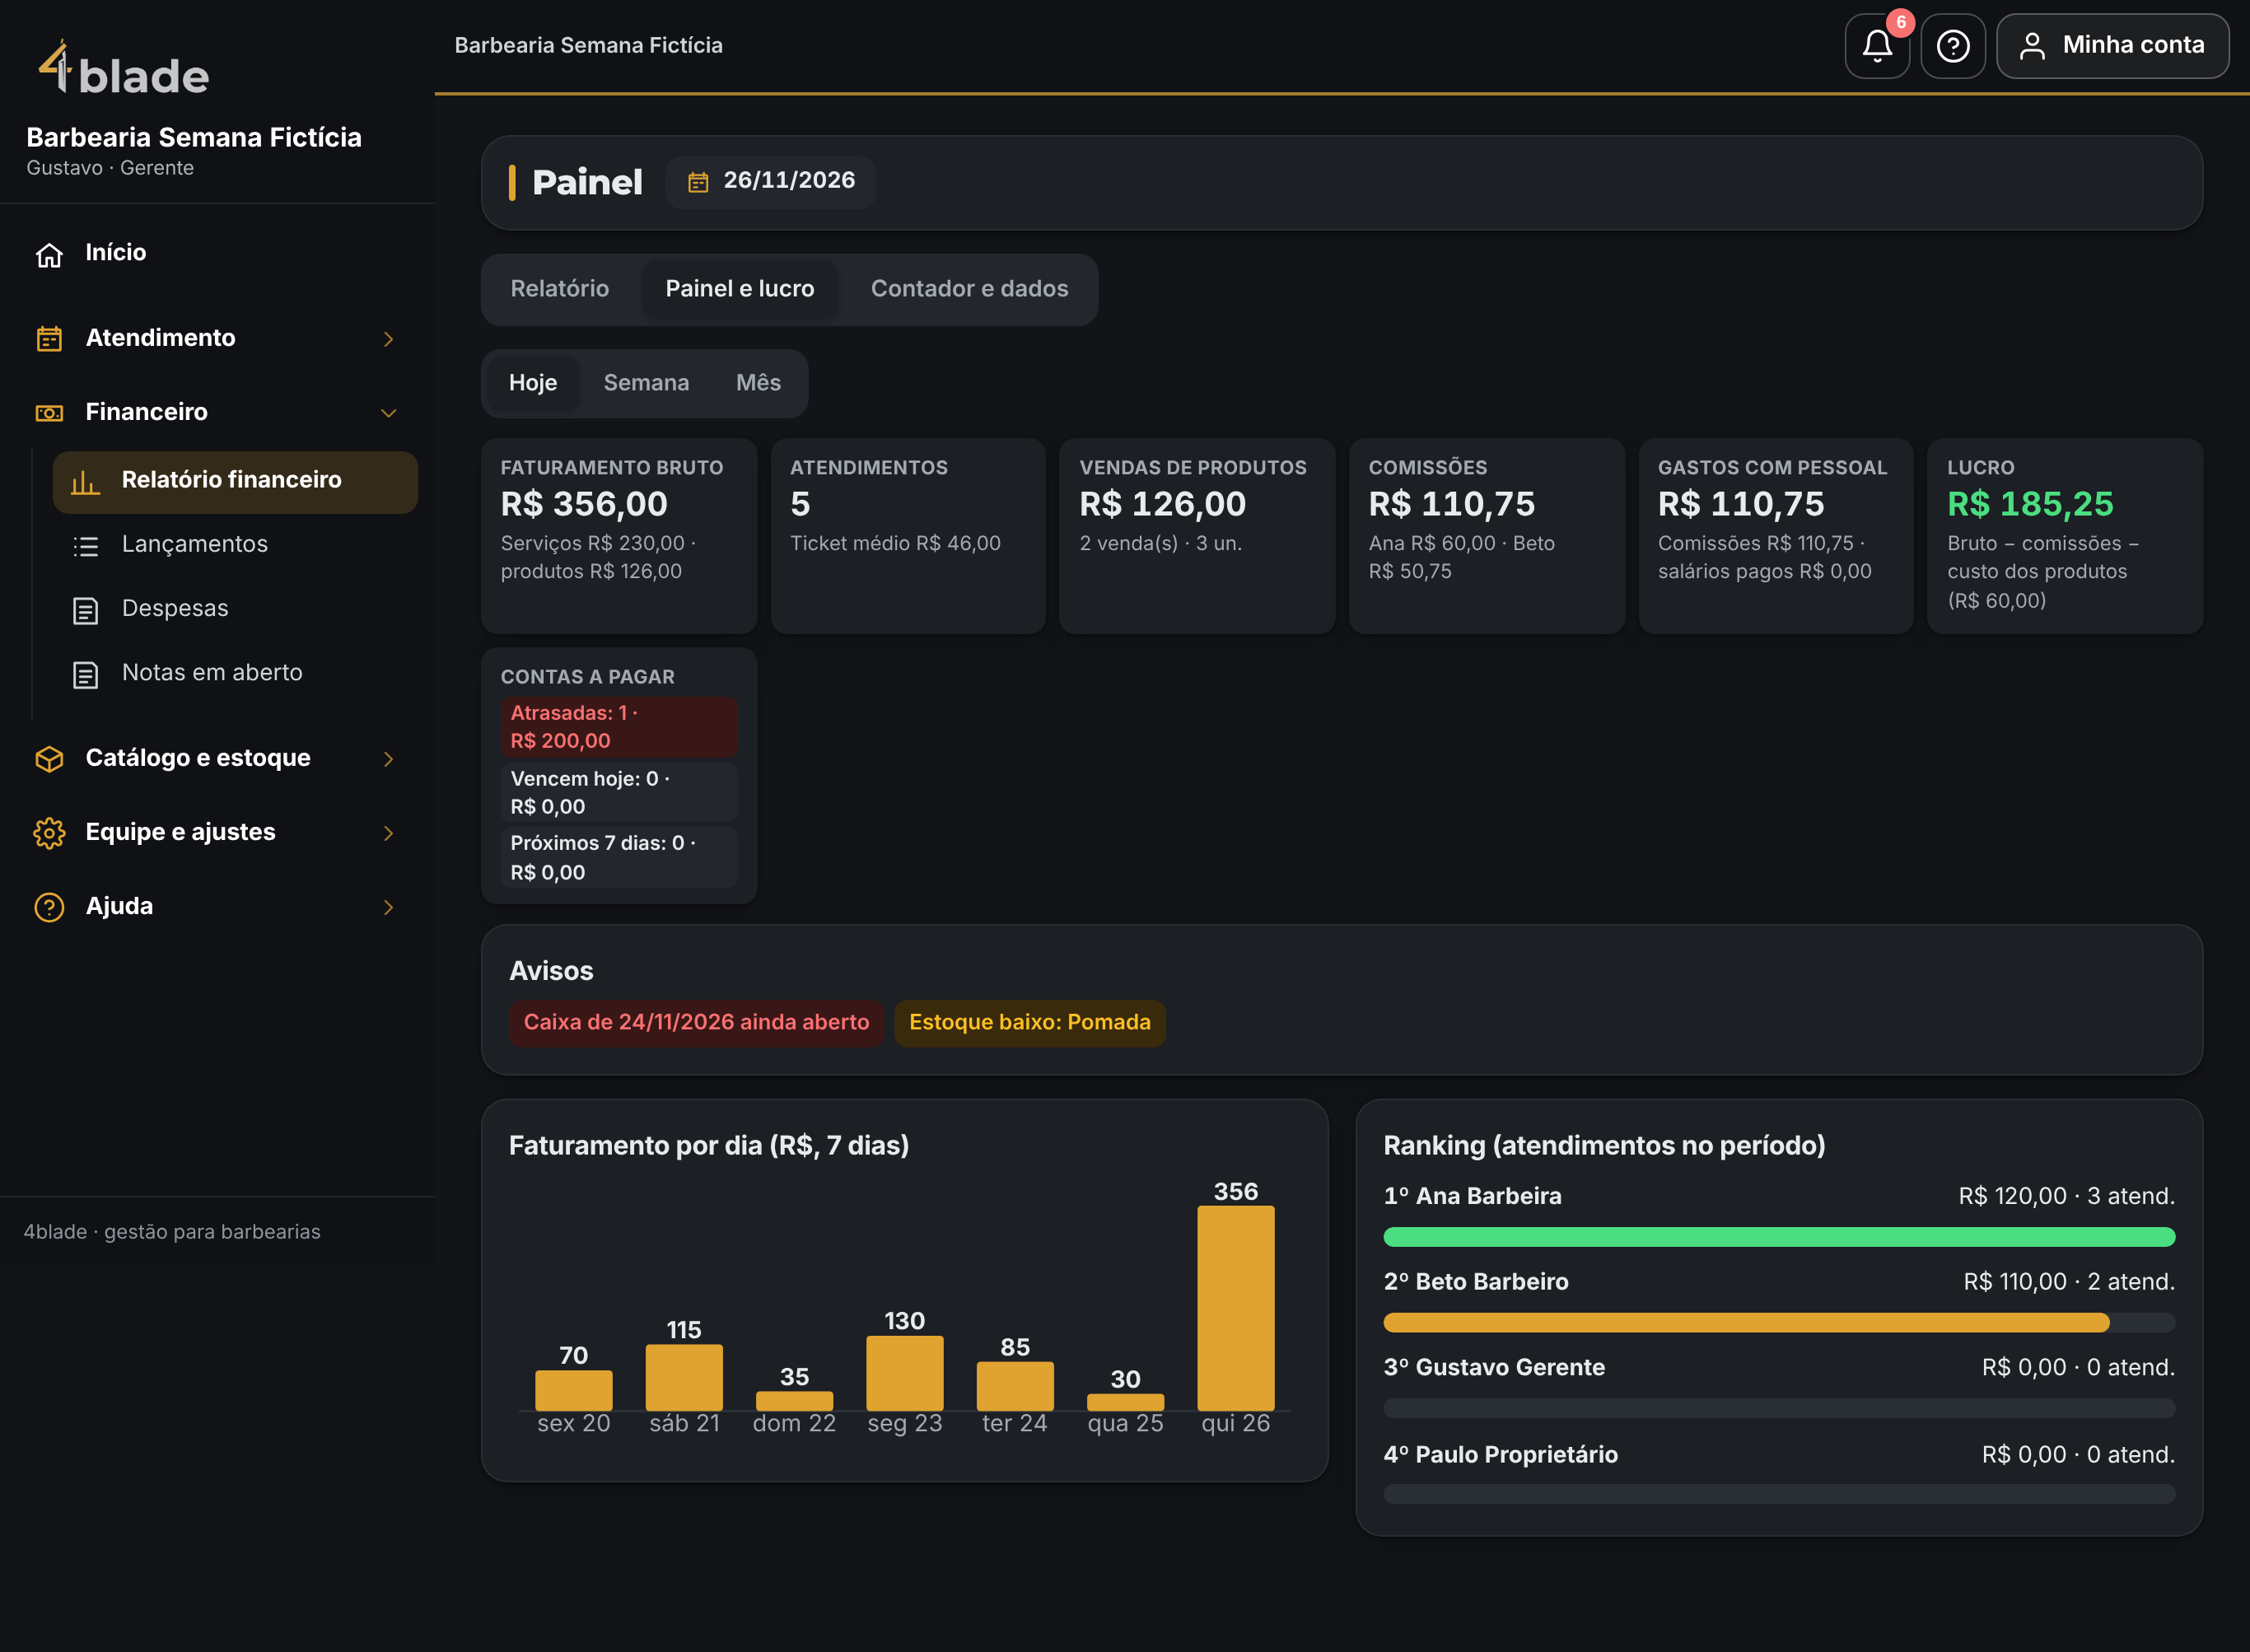 4blade
Barbearia Semana Fictícia
Gustavo · Gerente
Início
Atendimento
Financeiro
Relatório financeiro
Lançamentos
Despesas
Notas em aberto
Catálogo e estoque
Equipe e ajustes
Ajuda
4blade · gestão para barbearias
Barbearia Semana Fictícia
6
Minha conta
Painel
26/11/2026
Relatório
Painel e lucro
Contador e dados
Hoje
Semana
Mês
FATURAMENTO BRUTO
R$ 356,00
Serviços R$ 230,00 ·
produtos R$ 126,00
ATENDIMENTOS
5
Ticket médio R$ 46,00
VENDAS DE PRODUTOS
R$ 126,00
2 venda(s) · 3 un.
COMISSÕES
R$ 110,75
Ana R$ 60,00 · Beto
R$ 50,75
GASTOS COM PESSOAL
R$ 110,75
Comissões R$ 110,75 ·
salários pagos R$ 0,00
LUCRO
R$ 185,25
Bruto − comissões −
custo dos produtos
(R$ 60,00)
CONTAS A PAGAR
Atrasadas: 1 ·
R$ 200,00
Vencem hoje: 0 ·
R$ 0,00
Próximos 7 dias: 0 ·
R$ 0,00
Avisos
Caixa de 24/11/2026 ainda aberto
Estoque baixo: Pomada
Faturamento por dia (R$, 7 dias)
70
115
35
130
85
30
356
sex 20
sáb 21
dom 22
seg 23
ter 24
qua 25
qui 26
Ranking (atendimentos no período)
1º Ana Barbeira
R$ 120,00 · 3 atend.
2º Beto Barbeiro
R$ 110,00 · 2 atend.
3º Gustavo Gerente
R$ 0,00 · 0 atend.
4º Paulo Proprietário
R$ 0,00 · 0 atend.